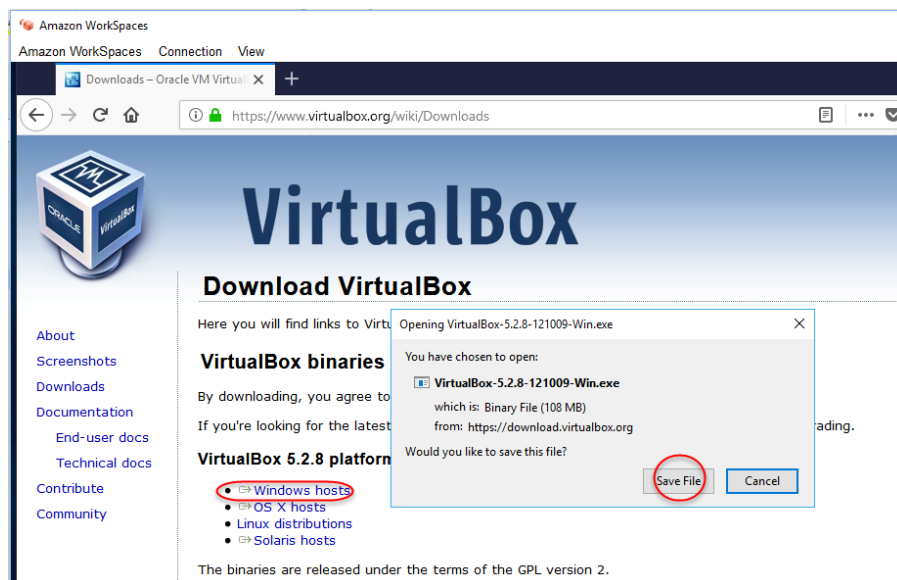 Amazon WorkSpaces
Amazon WorkSpaces Connection View
Downloads – Oracle VM Virtual
https://www.virtualbox.org/wiki/Downloads
ORACLE
VirtualBox
VirtualBox
Download VirtualBox
Here you will find links to
Opening VirtualBox-5.2.8-121009-Win.exe
About
You have chosen to open:
Screenshots
VirtualBox binaries
VirtualBox-5.2.8-121009-Win.exe
Downloads
By downloading, you agree to
which is: Binary File (108 MB)
Documentation
If you're looking for the latest
from: https://download.virtualbox.org
End-user docs
Would you like to save this file?
Technical docs
VirtualBox 5.2.8
Save File
Cancel
Contribute
Windows hosts
OS X hosts
Community
Linux distributions
Solaris hosts
The binaries are released under the terms of the GPL version 2.